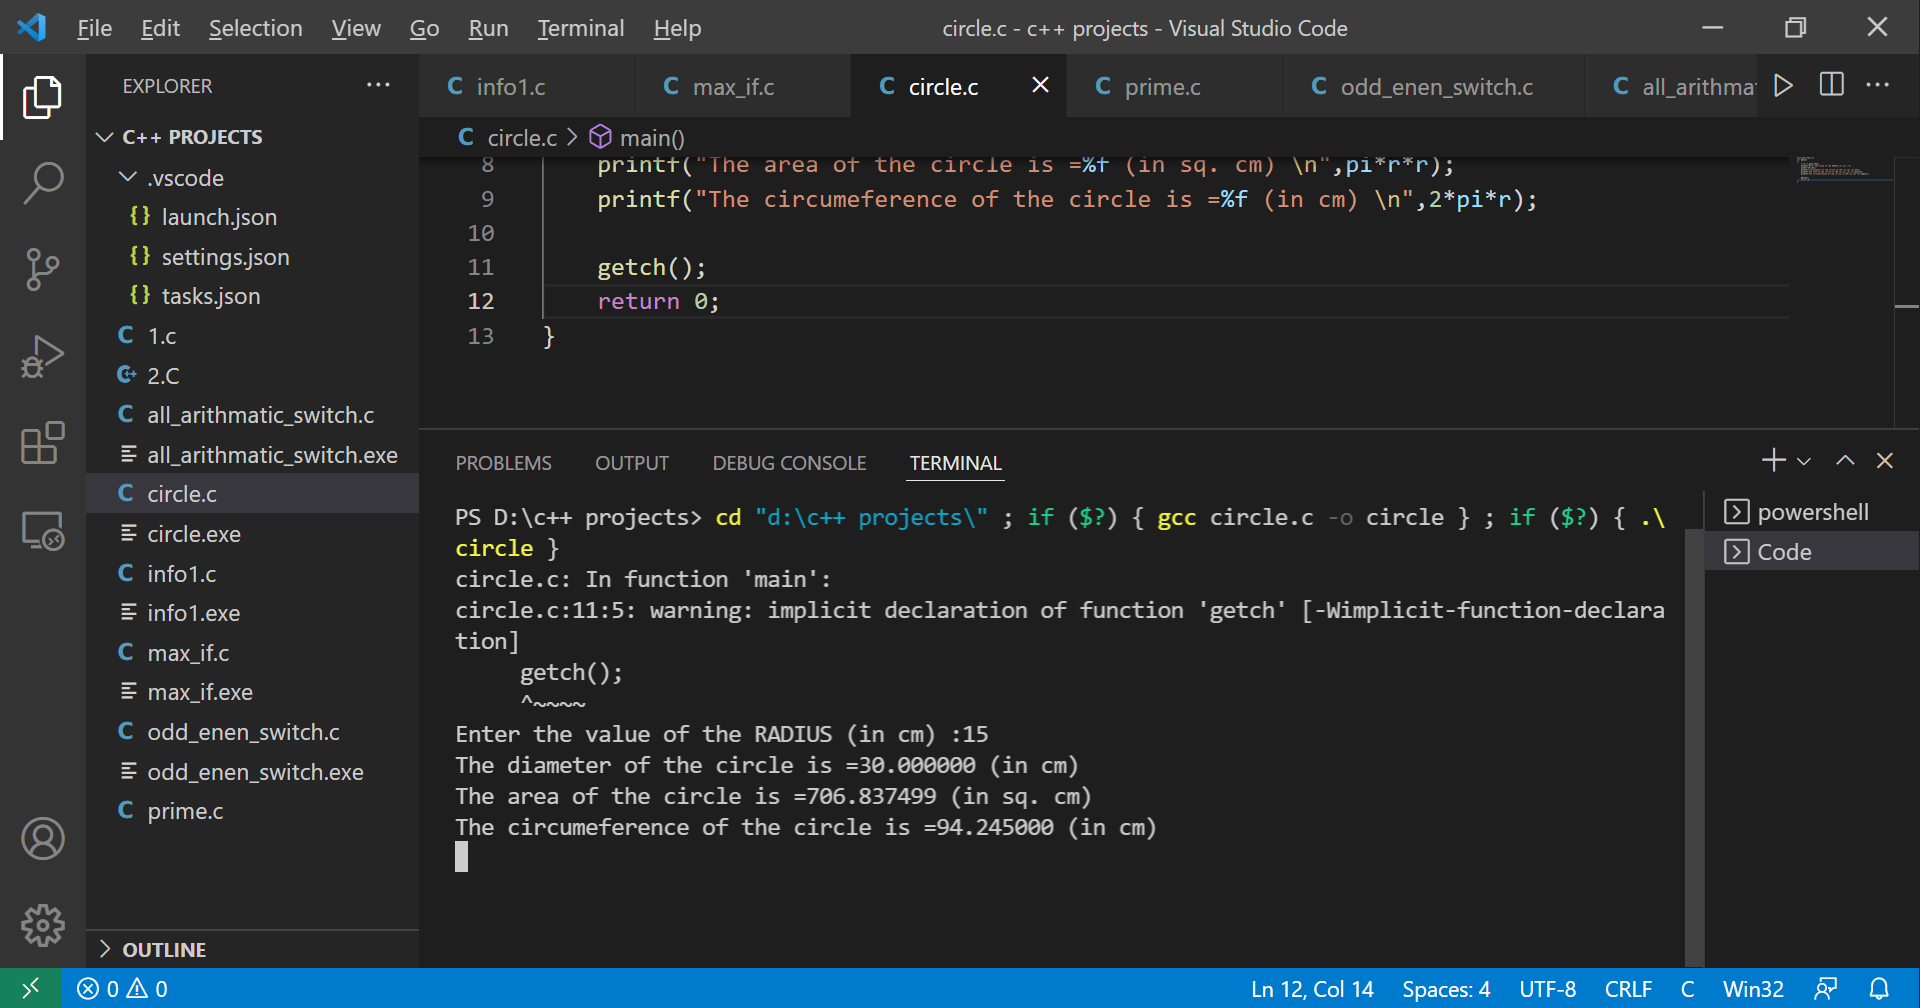 File Edit Selection View Go Run Terminal Help circle.c - c++ projects - Visual Studio Code
EXPLORER
C++ PROJECTS
.vscode
{} launch.json
{} settings.json
{} tasks.json
C 1.c
C++ 2.C
C all_arithmatic_switch.c
all_arithmatic_switch.exe
C circle.c
circle.exe
C info1.c
info1.exe
C max_if.c
max_if.exe
C odd_enen_switch.c
odd_enen_switch.exe
C prime.c
OUTLINE
C info1.c C max_if.c C circle.c C prime.c C odd_enen_switch.c C all_arithma
C circle.c > main()
8 printf("The area of the circle is =%f (in sq. cm) \n",pi*r*r);
9 printf("The circumeference of the circle is =%f (in cm) \n",2*pi*r);
10
11 getch();
12 return 0;
13 }
PROBLEMS OUTPUT DEBUG CONSOLE TERMINAL
PS D:\c++ projects> cd "d:\c++ projects\" ; if ($?) { gcc circle.c -o circle } ; if ($?) { .\
circle }
circle.c: In function 'main':
circle.c:11:5: warning: implicit declaration of function 'getch' [-Wimplicit-function-declara
tion]
getch();
^~~~~
Enter the value of the RADIUS (in cm) :15
The diameter of the circle is =30.000000 (in cm)
The area of the circle is =706.837499 (in sq. cm)
The circumeference of the circle is =94.245000 (in cm)
powershell
Code
0 0 Ln 12, Col 14 Spaces: 4 UTF-8 CRLF C Win32